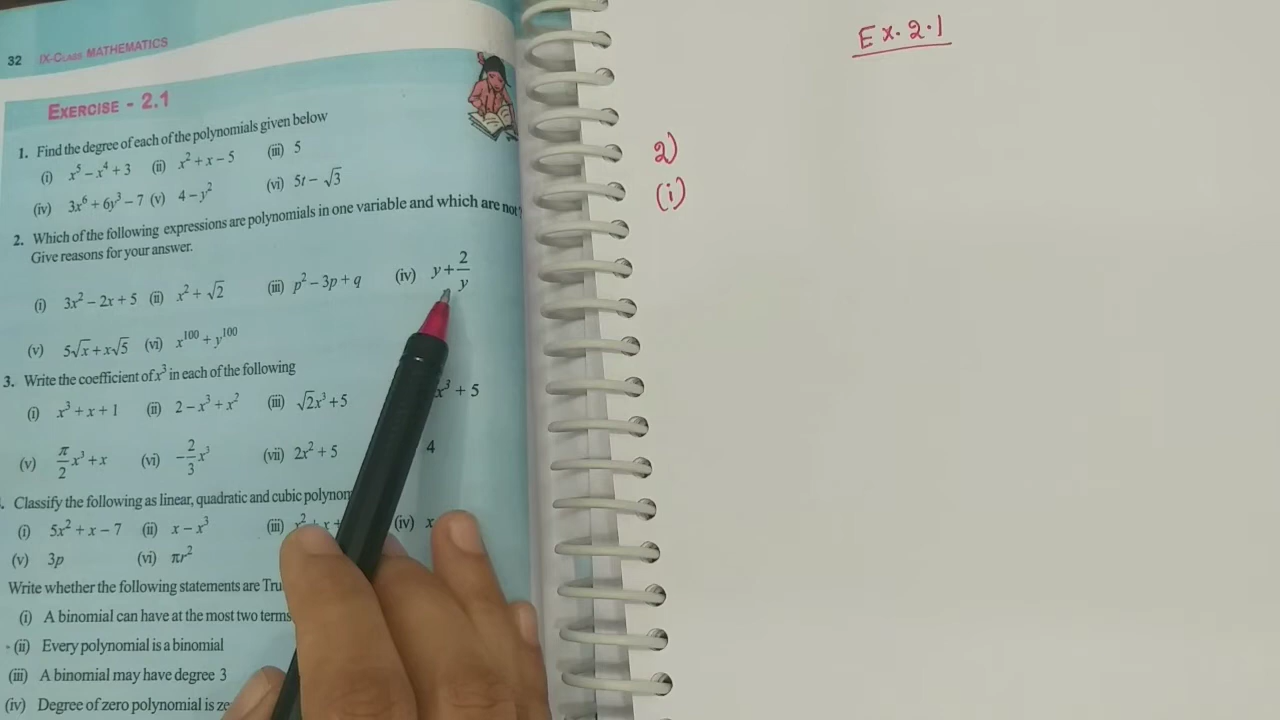 32 IX-CLASS MATHEMATICS
EXERCISE - 2.1
1. Find the degree of each of the polynomials given below
(i) x⁵ – x⁴ + 3 (ii) x² + x – 5 (iii) 5
(iv) 3x⁶ + 6y³ – 7 (v) 4 – y² (vi) 5t – √3
2. Which of the following expressions are polynomials in one variable and which are not?
Give reasons for your answer.
(i) 3x² – 2x + 5 (ii) x² + √2 (iii) p² – 3p + q (iv) y + 2/y
(v) 5√x + x√5 (vi) x¹⁰⁰ + y¹⁰⁰
3. Write the coefficient of x³ in each of the following
(i) x³ + x + 1 (ii) 2 – x³ + x² (iii) √2x³ + 5 x³ + 5
(v) π/2 x³ + x (vi) –2/3 x³ (vii) 2x² + 5 4
. Classify the following as linear, quadratic and cubic
(i) 5x² + x – 7 (ii) x – x³ (iii) (iv) x
(v) 3p (vi) πr²
Write whether the following statements are
(i) A binomial can have at the most two terms
(ii) Every polynomial is a binomial
(iii) A binomial may have degree 3
(iv) Degree of zero polynomial is
Ex. 2.1
2)
(i)